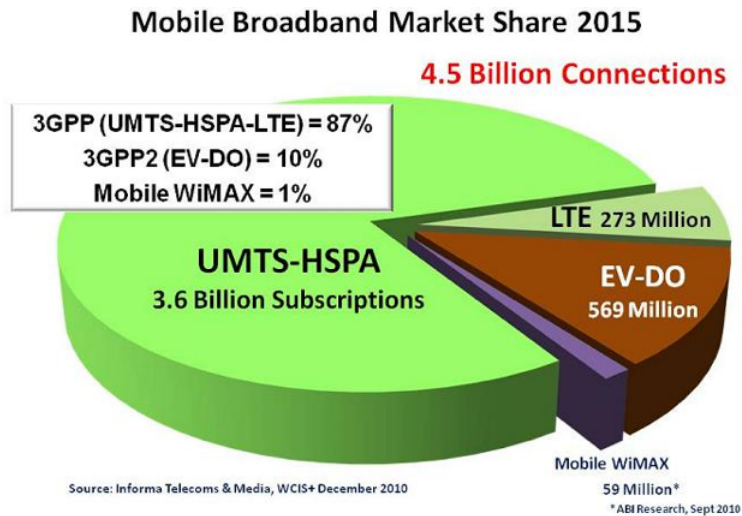 Mobile Broadband Market Share 2015
4.5 Billion Connections
3GPP (UMTS-HSPA-LTE) = 87%
3GPP2 (EV-DO) = 10%
Mobile WiMAX = 1%
LTE 273 Million
UMTS-HSPA
3.6 Billion Subscriptions
EV-DO
569 Million
Mobile WiMAX
59 Million*
Source: Informa Telecoms & Media, WCIS+ December 2010
*ABI Research, Sept 2010